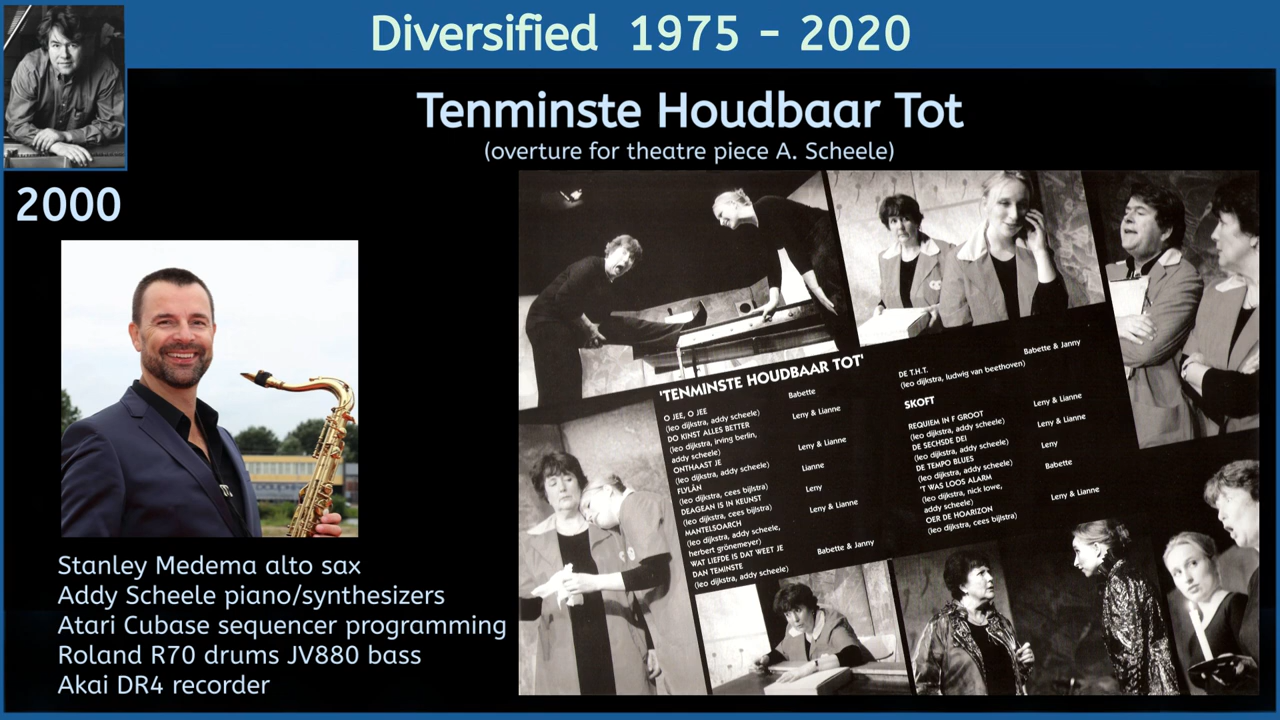 Diversified 1975 - 2020
Tenminste Houdbaar Tot
(overture for theatre piece A. Scheele)
2000
'TENMINSTE HOUDBAAR TOT'
O JEE, O JEE Babette
(leo dijkstra, addy scheele)
DO KINST ALLES BETTER Leny & Lianne
(leo dijkstra, irving berlin,
addy scheele)
ONTHAAST JE Leny & Lianne
(leo dijkstra, addy scheele)
FLYLÂN Lianne
(leo dijkstra, cees bijlstra)
DEAGEAN IS IN KEUNST Leny
(leo dijkstra, cees bijlstra)
MANTELSOARCH Leny & Lianne
(leo dijkstra, addy scheele,
herbert grönemeyer)
WAT LIEFDE IS DAT WEET JE
DAN TEMINSTE Babette & Janny
(leo dijkstra, addy scheele)
DE T.H.T. Babette & Janny
(leo dijkstra, ludwig van beethoven)
SKOFT
REQUIEM IN F GROOT Leny & Lianne
(leo dijkstra, addy scheele)
DE SECHSDE DEI Leny & Lianne
(leo dijkstra, addy scheele)
DE TEMPO BLUES Leny
(leo dijkstra, addy scheele)
'T WAS LOOS ALARM Babette
(leo dijkstra, nick lowe,
addy scheele)
OER DE HOARIZON Leny & Lianne
(leo dijkstra, cees bijlstra)
Stanley Medema alto sax
Addy Scheele piano/synthesizers
Atari Cubase sequencer programming
Roland R70 drums JV880 bass
Akai DR4 recorder